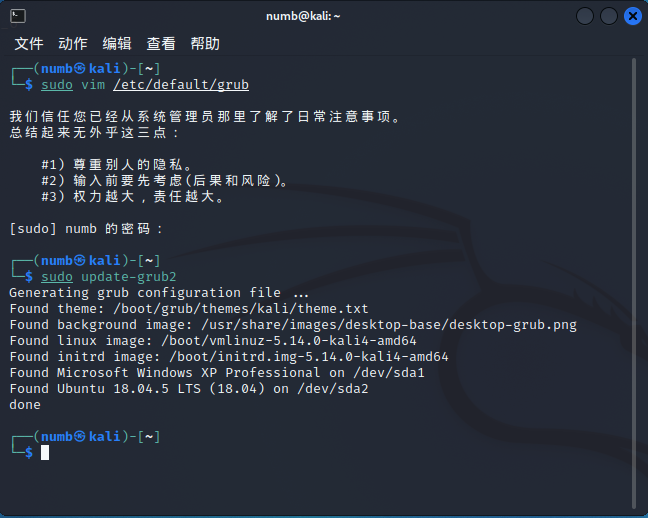 numb@kali: ~
文件 动作 编辑 查看 帮助
┌──(numb㉿kali)-[~]
└─$ sudo vim /etc/default/grub
我们信任您已经从系统管理员那里了解了日常注意事项。
总结起来无外乎这三点：
#1) 尊重别人的隐私。
#2) 输入前要先考虑(后果和风险)。
#3) 权力越大，责任越大。
[sudo] numb 的密码：
┌──(numb㉿kali)-[~]
└─$ sudo update-grub2
Generating grub configuration file ...
Found theme: /boot/grub/themes/kali/theme.txt
Found background image: /usr/share/images/desktop-base/desktop-grub.png
Found linux image: /boot/vmlinuz-5.14.0-kali4-amd64
Found initrd image: /boot/initrd.img-5.14.0-kali4-amd64
Found Microsoft Windows XP Professional on /dev/sda1
Found Ubuntu 18.04.5 LTS (18.04) on /dev/sda2
done
┌──(numb㉿kali)-[~]
└─$